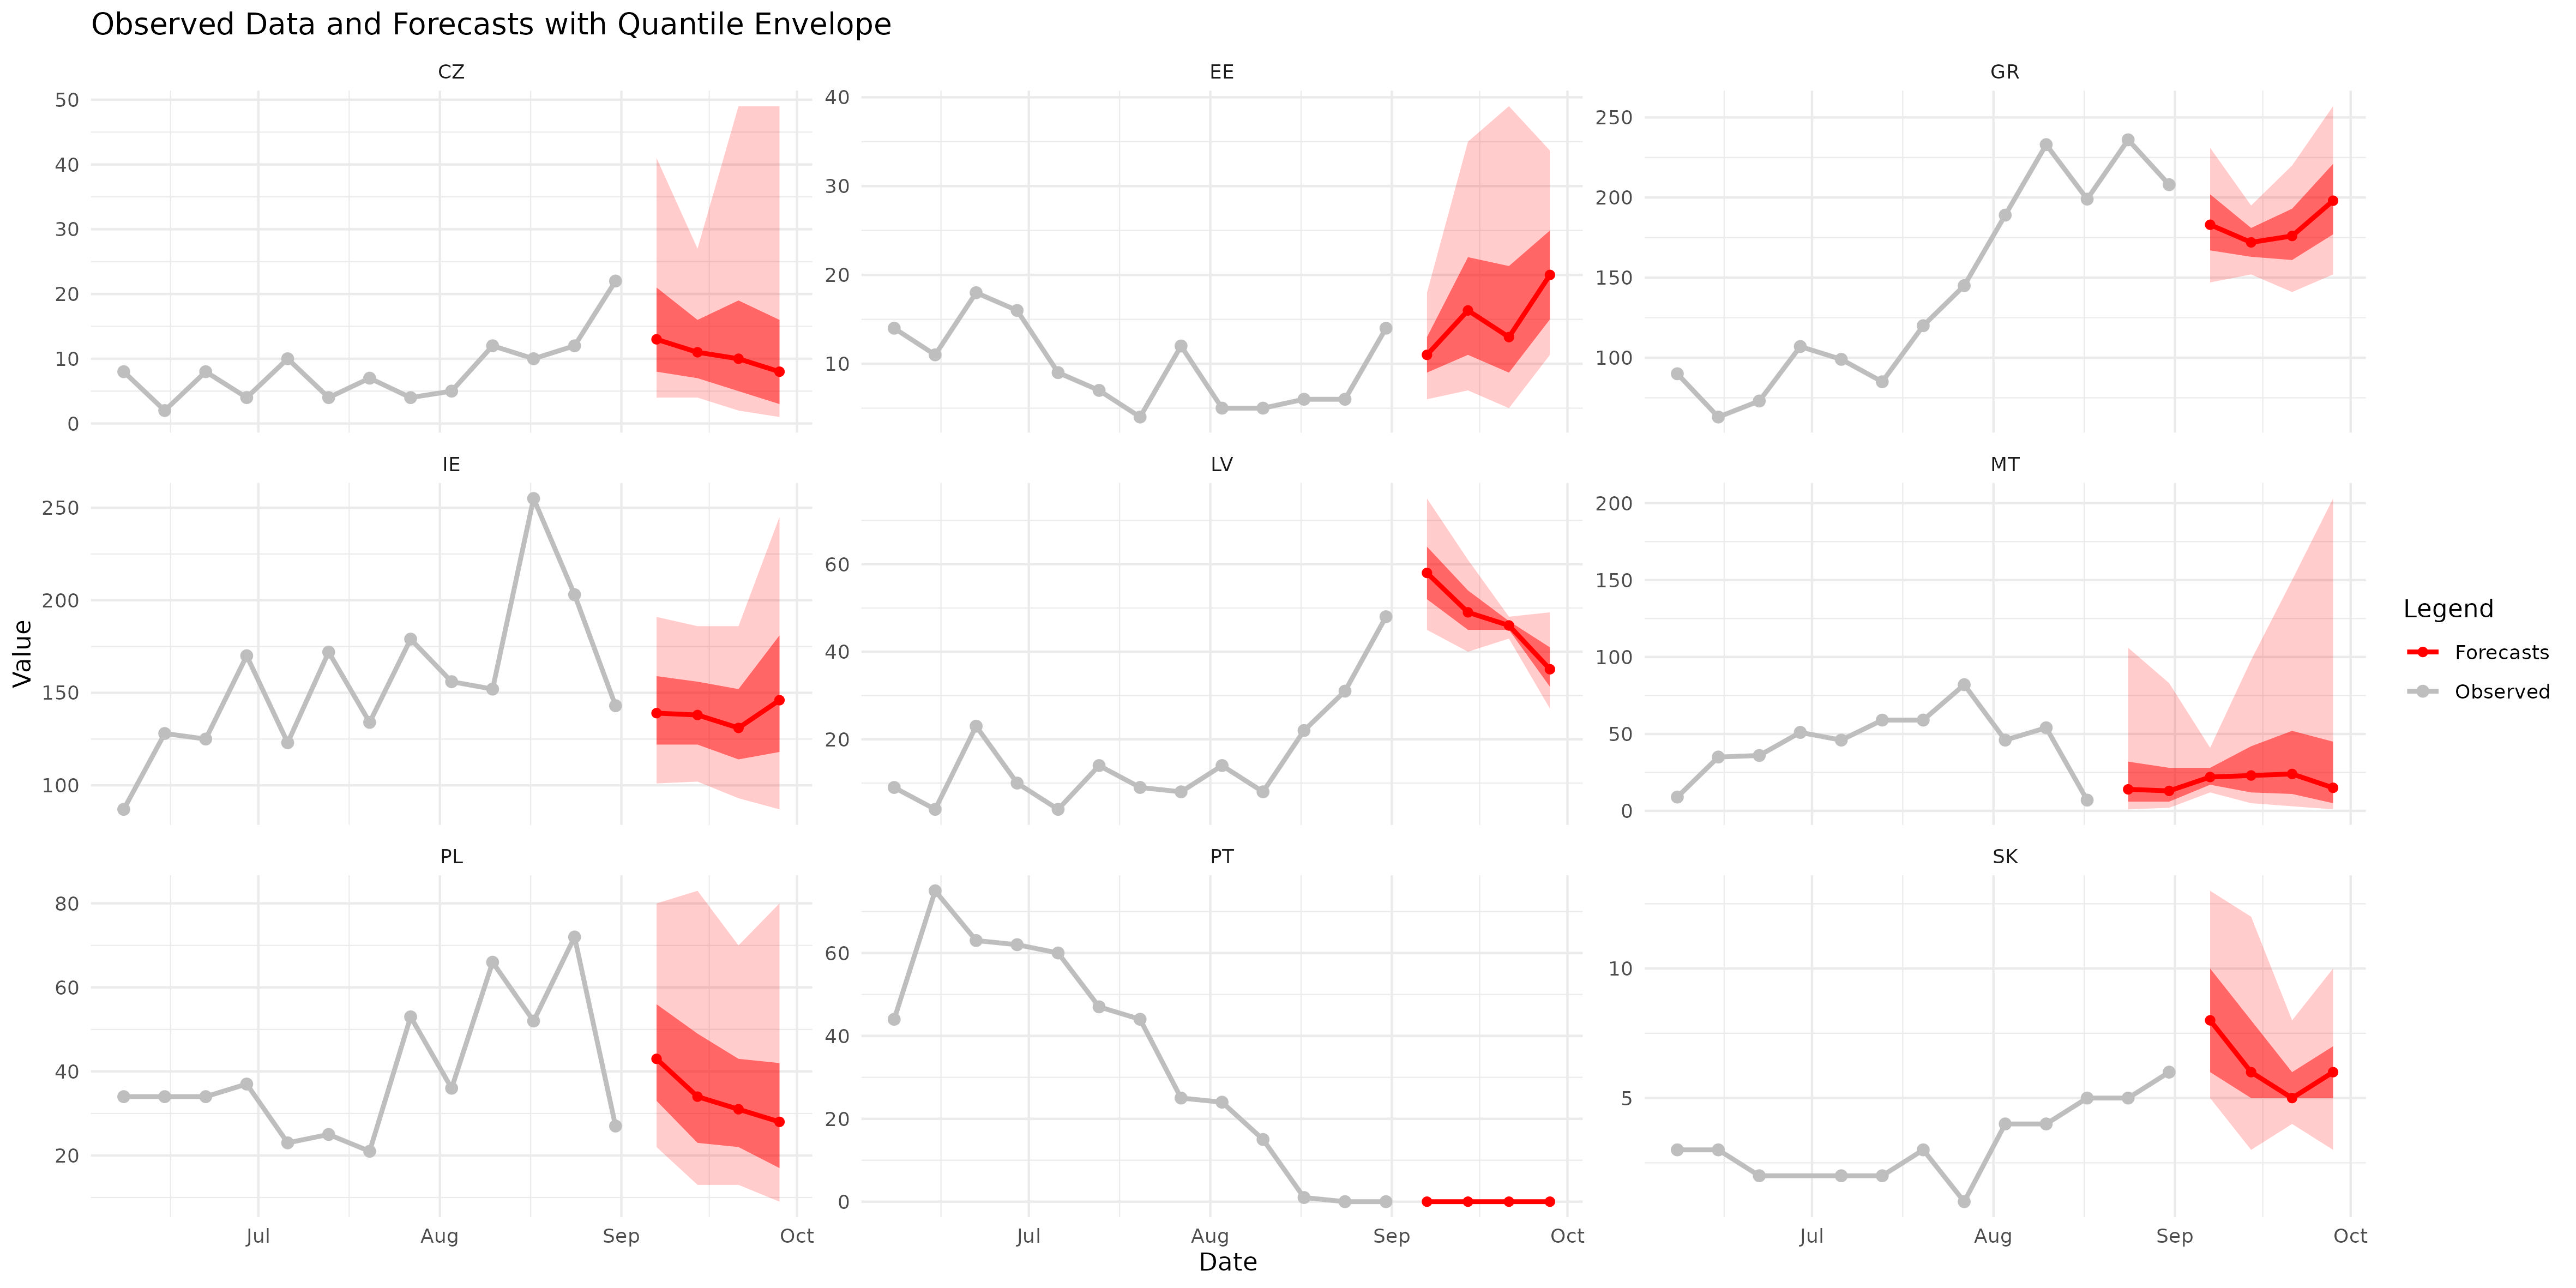 Observed Data and Forecasts with Quantile Envelope
CZ
EE
GR
50
40
30
20
10
0
40
30
20
10
250
200
150
100
IE
LV
MT
250
200
150
100
60
40
20
200
150
100
50
0
PL
PT
SK
80
60
40
20
60
40
20
0
10
5
Jul
Aug
Sep
Oct
Jul
Aug
Sep
Oct
Jul
Aug
Sep
Oct
Date
Value
Legend
Forecasts
Observed